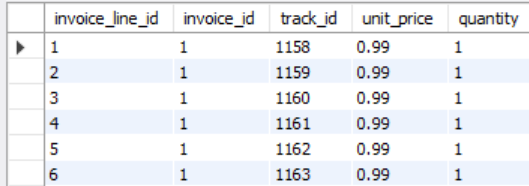 invoice_line_id invoice_id track_id unit_price quantity
1 1 1158 0.99 1
2 1 1159 0.99 1
3 1 1160 0.99 1
4 1 1161 0.99 1
5 1 1162 0.99 1
6 1 1163 0.99 1